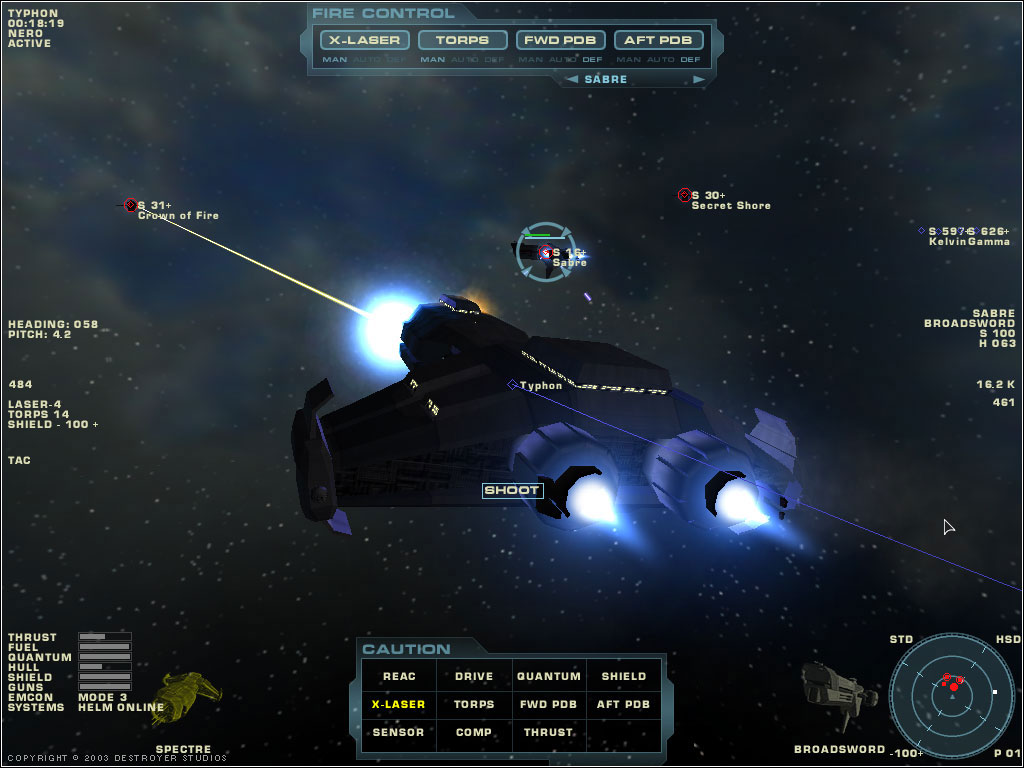 TYPHON
00:18:19
NERO
ACTIVE
FIRE CONTROL
X-LASER TORPS FWD PDB AFT PDB
MAN AUTO DEF MAN AUTO DEF MAN AUTO DEF MAN AUTO DEF
SABRE
S 31+
Crown of Fire
S 30+
Secret Shore
Sabre
S 626+
Kelvin Gamma
HEADING: 058
PITCH: 4.2
484
LASER-4
TORPS 14
SHIELD - 100 +
TAC
SABRE
BROADSWORD
S 100
H 063
16.2 K
461
Typhon
SHOOT
THRUST
FUEL
QUANTUM
HULL
SHIELD
GUNS
EMCON MODE 3
SYSTEMS HELM ONLINE
SPECTRE
COPYRIGHT © 2003 DESTROYER STUDIOS
CAUTION
REAC DRIVE QUANTUM SHIELD
X-LASER TORPS FWD PDB AFT PDB
SENSOR COMP THRUST
STD HSD
BROADSWORD -100+ P 01